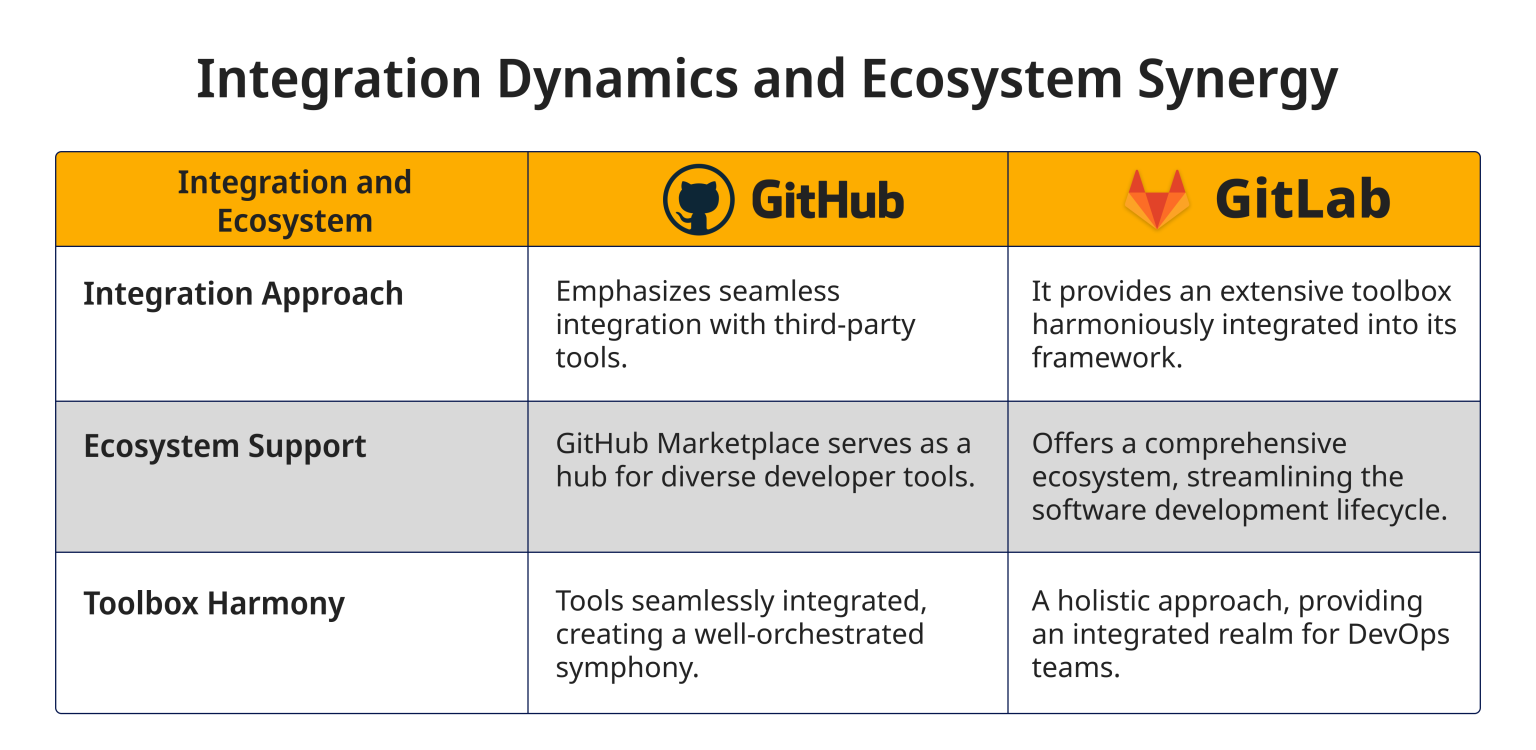 Integration Dynamics and Ecosystem Synergy
Integration and
Ecosystem
GitHub
GitLab
Integration Approach
Emphasizes seamless
integration with third-party
tools.
It provides an extensive toolbox
harmoniously integrated into its
framework.
Ecosystem Support
GitHub Marketplace serves as a
hub for diverse developer tools.
Offers a comprehensive
ecosystem, streamlining the
software development lifecycle.
Toolbox Harmony
Tools seamlessly integrated,
creating a well-orchestrated
symphony.
A holistic approach, providing
an integrated realm for DevOps
teams.